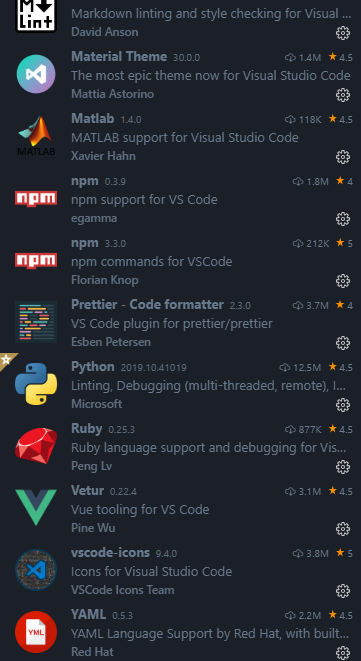 M↓
lint
Markdown linting and style checking for Visual ...
David Anson
Material Theme 30.0.0 1.4M ★ 4.5
The most epic theme now for Visual Studio Code
Mattia Astorino
MATLAB
Matlab 1.4.0 118K ★ 4.5
MATLAB support for Visual Studio Code
Xavier Hahn
npm
npm 0.3.9 1.8M ★ 4
npm support for VS Code
egamma
npm
npm 3.3.0 212K ★ 5
npm commands for VSCode
Florian Knop
Prettier - Code formatter 2.3.0 3.7M ★ 4
VS Code plugin for prettier/prettier
Esben Petersen
Python 2019.10.41019 12.5M ★ 4.5
Linting, Debugging (multi-threaded, remote), I...
Microsoft
Ruby 0.25.3 877K ★ 4.5
Ruby language support and debugging for Vis...
Peng Lv
Vetur 0.22.4 3.1M ★ 4.5
Vue tooling for VS Code
Pine Wu
vscode-icons 9.4.0 3.8M ★ 5
Icons for Visual Studio Code
VSCode Icons Team
YML
YAML 0.5.3 2.2M ★ 4.5
YAML Language Support by Red Hat, with built...
Red Hat